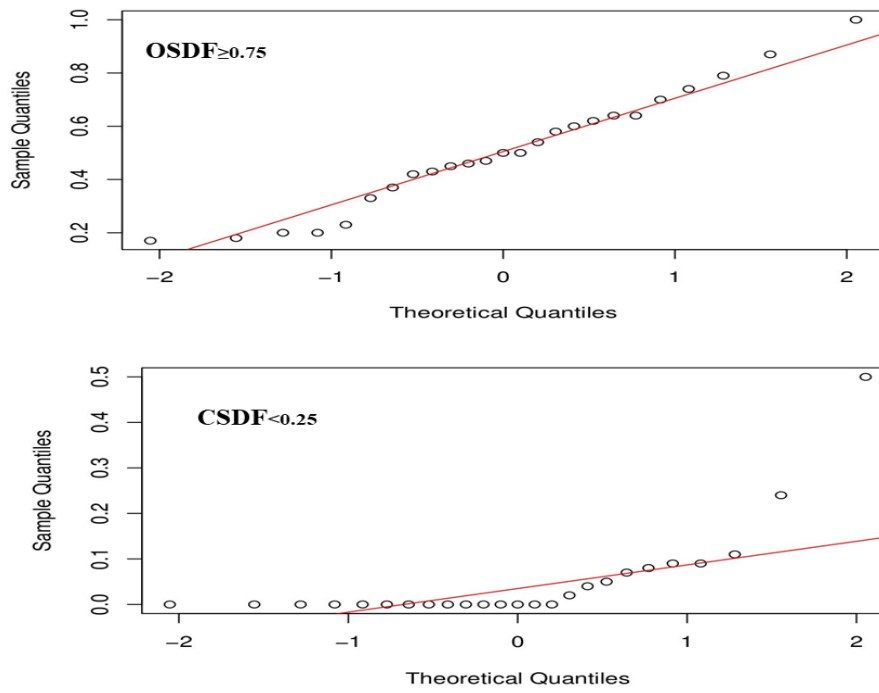 1.0
0.8
0.6
0.4
0.2
Sample Quantiles
OSDF≥0.75
−2 −1 0 1 2
Theoretical Quantiles
0.5
0.4
0.3
0.2
0.1
0.0
Sample Quantiles
CSDF<0.25
−2 −1 0 1 2
Theoretical Quantiles